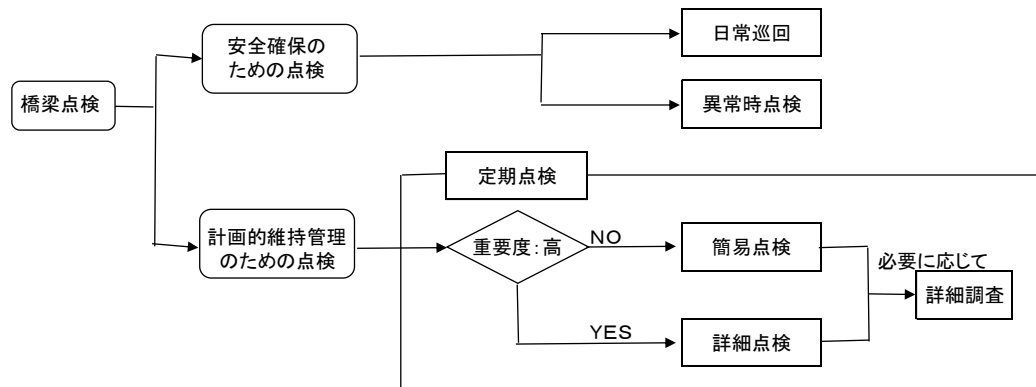 安全確保の
ための点検
日常巡回
橋梁点検
異常時点検
定期点検
計画的維持管理
のための点検
重要度:高
NO
簡易点検
必要に応じて
詳細調査
YES
詳細点検